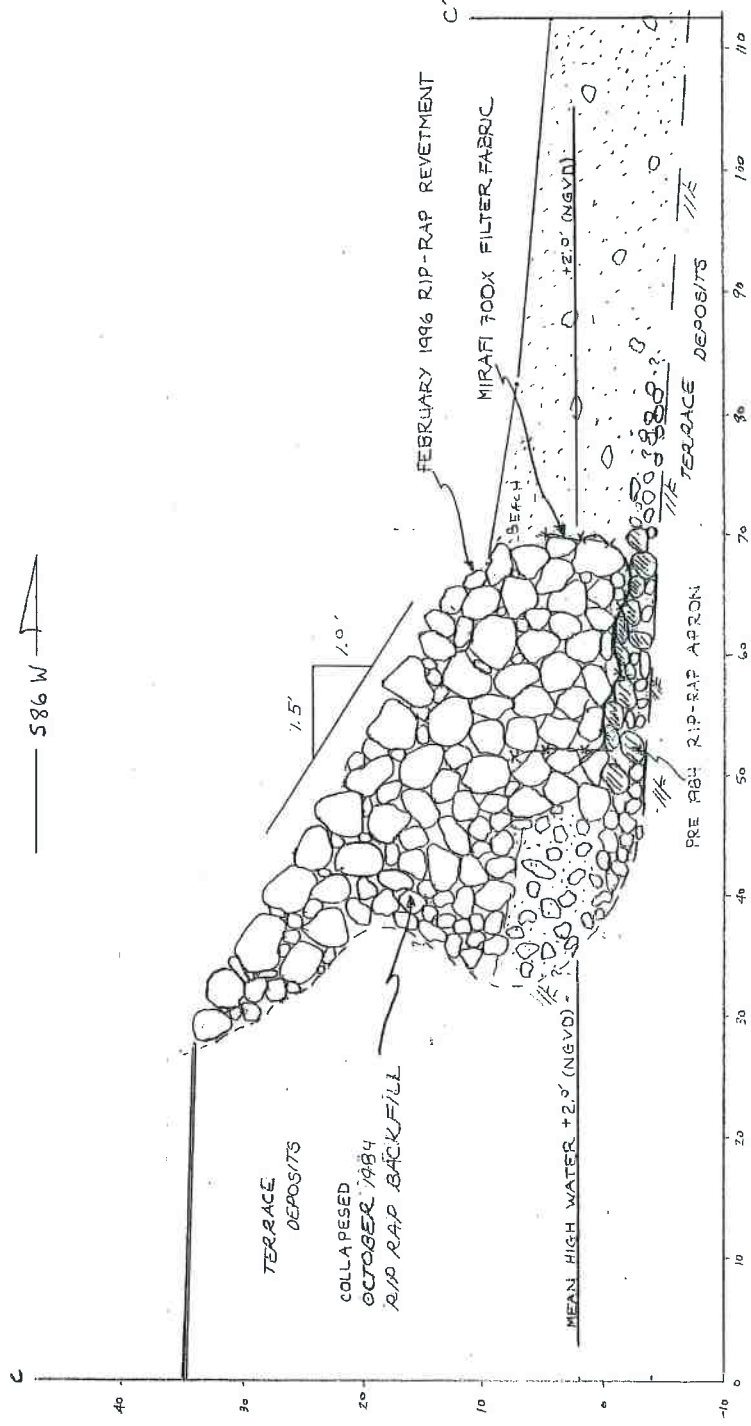 S86W
C
C'
FEBRUARY 1996 RIP-RAP REVETMENT
MIRAFI 700X FILTER FABRIC
1.0'
1.5'
BEACH
+2.0' (NGVD)
TERRACE
DEPOSITS
COLLAPESED
OCTOBER 1984
RIP RAP BACKFILL
MEAN HIGH WATER +2.0' (NGVD)
PRE 1984 RIP-RAP APRON
TERRACE DEPOSITS
40
30
20
10
0
-10
0 10 20 30 40 50 60 70 80 90 100 110